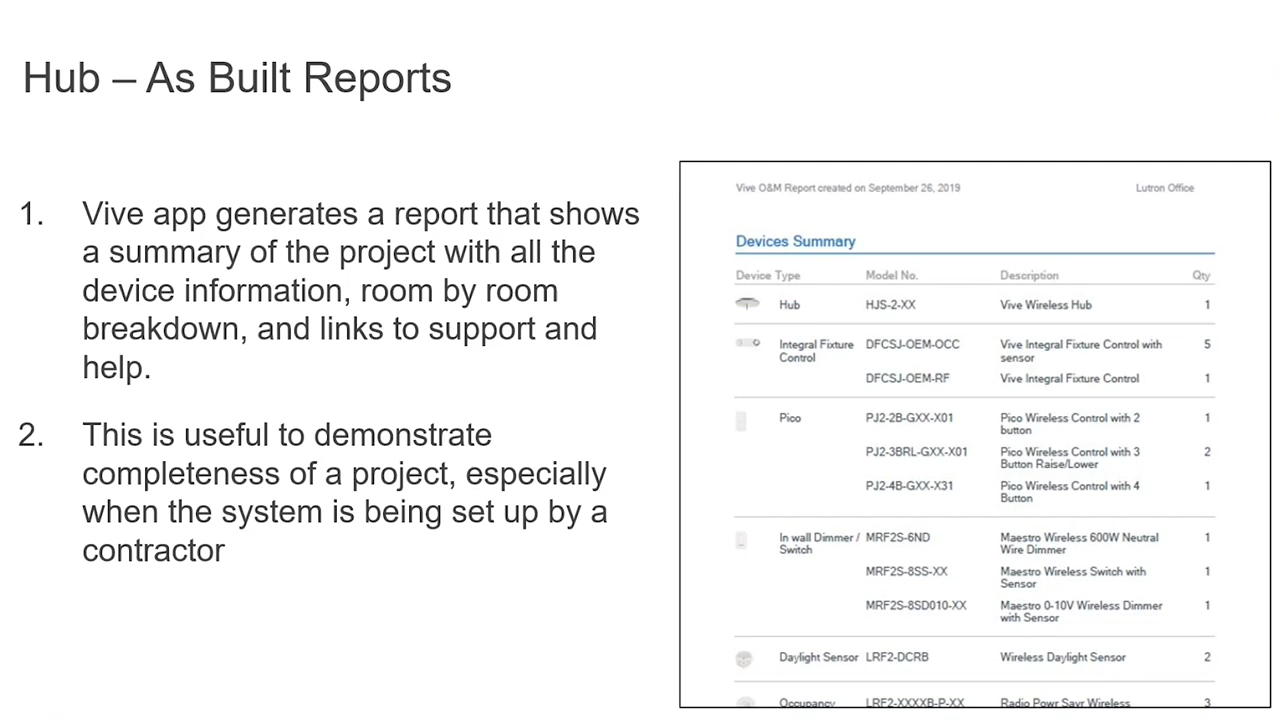 Hub – As Built Reports
1. Vive app generates a report that shows
a summary of the project with all the
device information, room by room
breakdown, and links to support and
help.
2. This is useful to demonstrate
completeness of a project, especially
when the system is being set up by a
contractor
Vive O&M Report created on September 26, 2019 Lutron Office
Devices Summary
Device Type Model No. Description Qty
Hub HJS-2-XX Vive Wireless Hub 1
Integral Fixture DFCSJ-OEM-OCC Vive Integral Fixture Control with 5
Control sensor
DFCSJ-OEM-RF Vive Integral Fixture Control 1
Pico PJ2-2B-GXX-X01 Pico Wireless Control with 2 1
button
PJ2-3BRL-GXX-X01 Pico Wireless Control with 3 2
Button Raise/Lower
PJ2-4B-GXX-X31 Pico Wireless Control with 4 1
Button
In wall Dimmer / MRF2S-6ND Maestro Wireless 600W Neutral 1
Switch Wire Dimmer
MRF2S-8SS-XX Maestro Wireless Switch with 1
Sensor
MRF2S-8SD010-XX Maestro 0-10V Wireless Dimmer 1
with Sensor
Daylight Sensor LRF2-DCRB Wireless Daylight Sensor 2
Occupancy LRF2-XXXXB-P-XX Radio Powr Savr Wireless 3